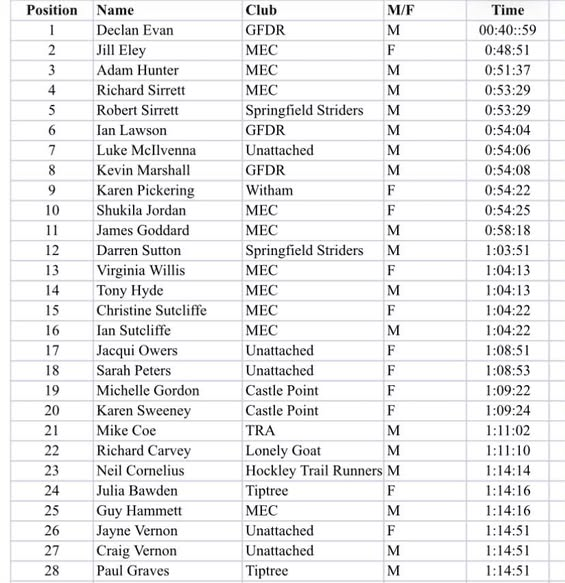 Position Name Club M/F Time
1 Declan Evan GFDR M 00:40::59
2 Jill Eley MEC F 0:48:51
3 Adam Hunter MEC M 0:51:37
4 Richard Sirrett MEC M 0:53:29
5 Robert Sirrett Springfield Striders M 0:53:29
6 Ian Lawson GFDR M 0:54:04
7 Luke McIlvenna Unattached M 0:54:06
8 Kevin Marshall GFDR M 0:54:08
9 Karen Pickering Witham F 0:54:22
10 Shukila Jordan MEC F 0:54:25
11 James Goddard MEC M 0:58:18
12 Darren Sutton Springfield Striders M 1:03:51
13 Virginia Willis MEC F 1:04:13
14 Tony Hyde MEC M 1:04:13
15 Christine Sutcliffe MEC F 1:04:22
16 Ian Sutcliffe MEC M 1:04:22
17 Jacqui Owers Unattached F 1:08:51
18 Sarah Peters Unattached F 1:08:53
19 Michelle Gordon Castle Point F 1:09:22
20 Karen Sweeney Castle Point F 1:09:24
21 Mike Coe TRA M 1:11:02
22 Richard Carvey Lonely Goat M 1:11:10
23 Neil Cornelius Hockley Trail Runners M 1:14:14
24 Julia Bawden Tiptree F 1:14:16
25 Guy Hammett MEC M 1:14:16
26 Jayne Vernon Unattached F 1:14:51
27 Craig Vernon Unattached M 1:14:51
28 Paul Graves Tiptree M 1:14:51